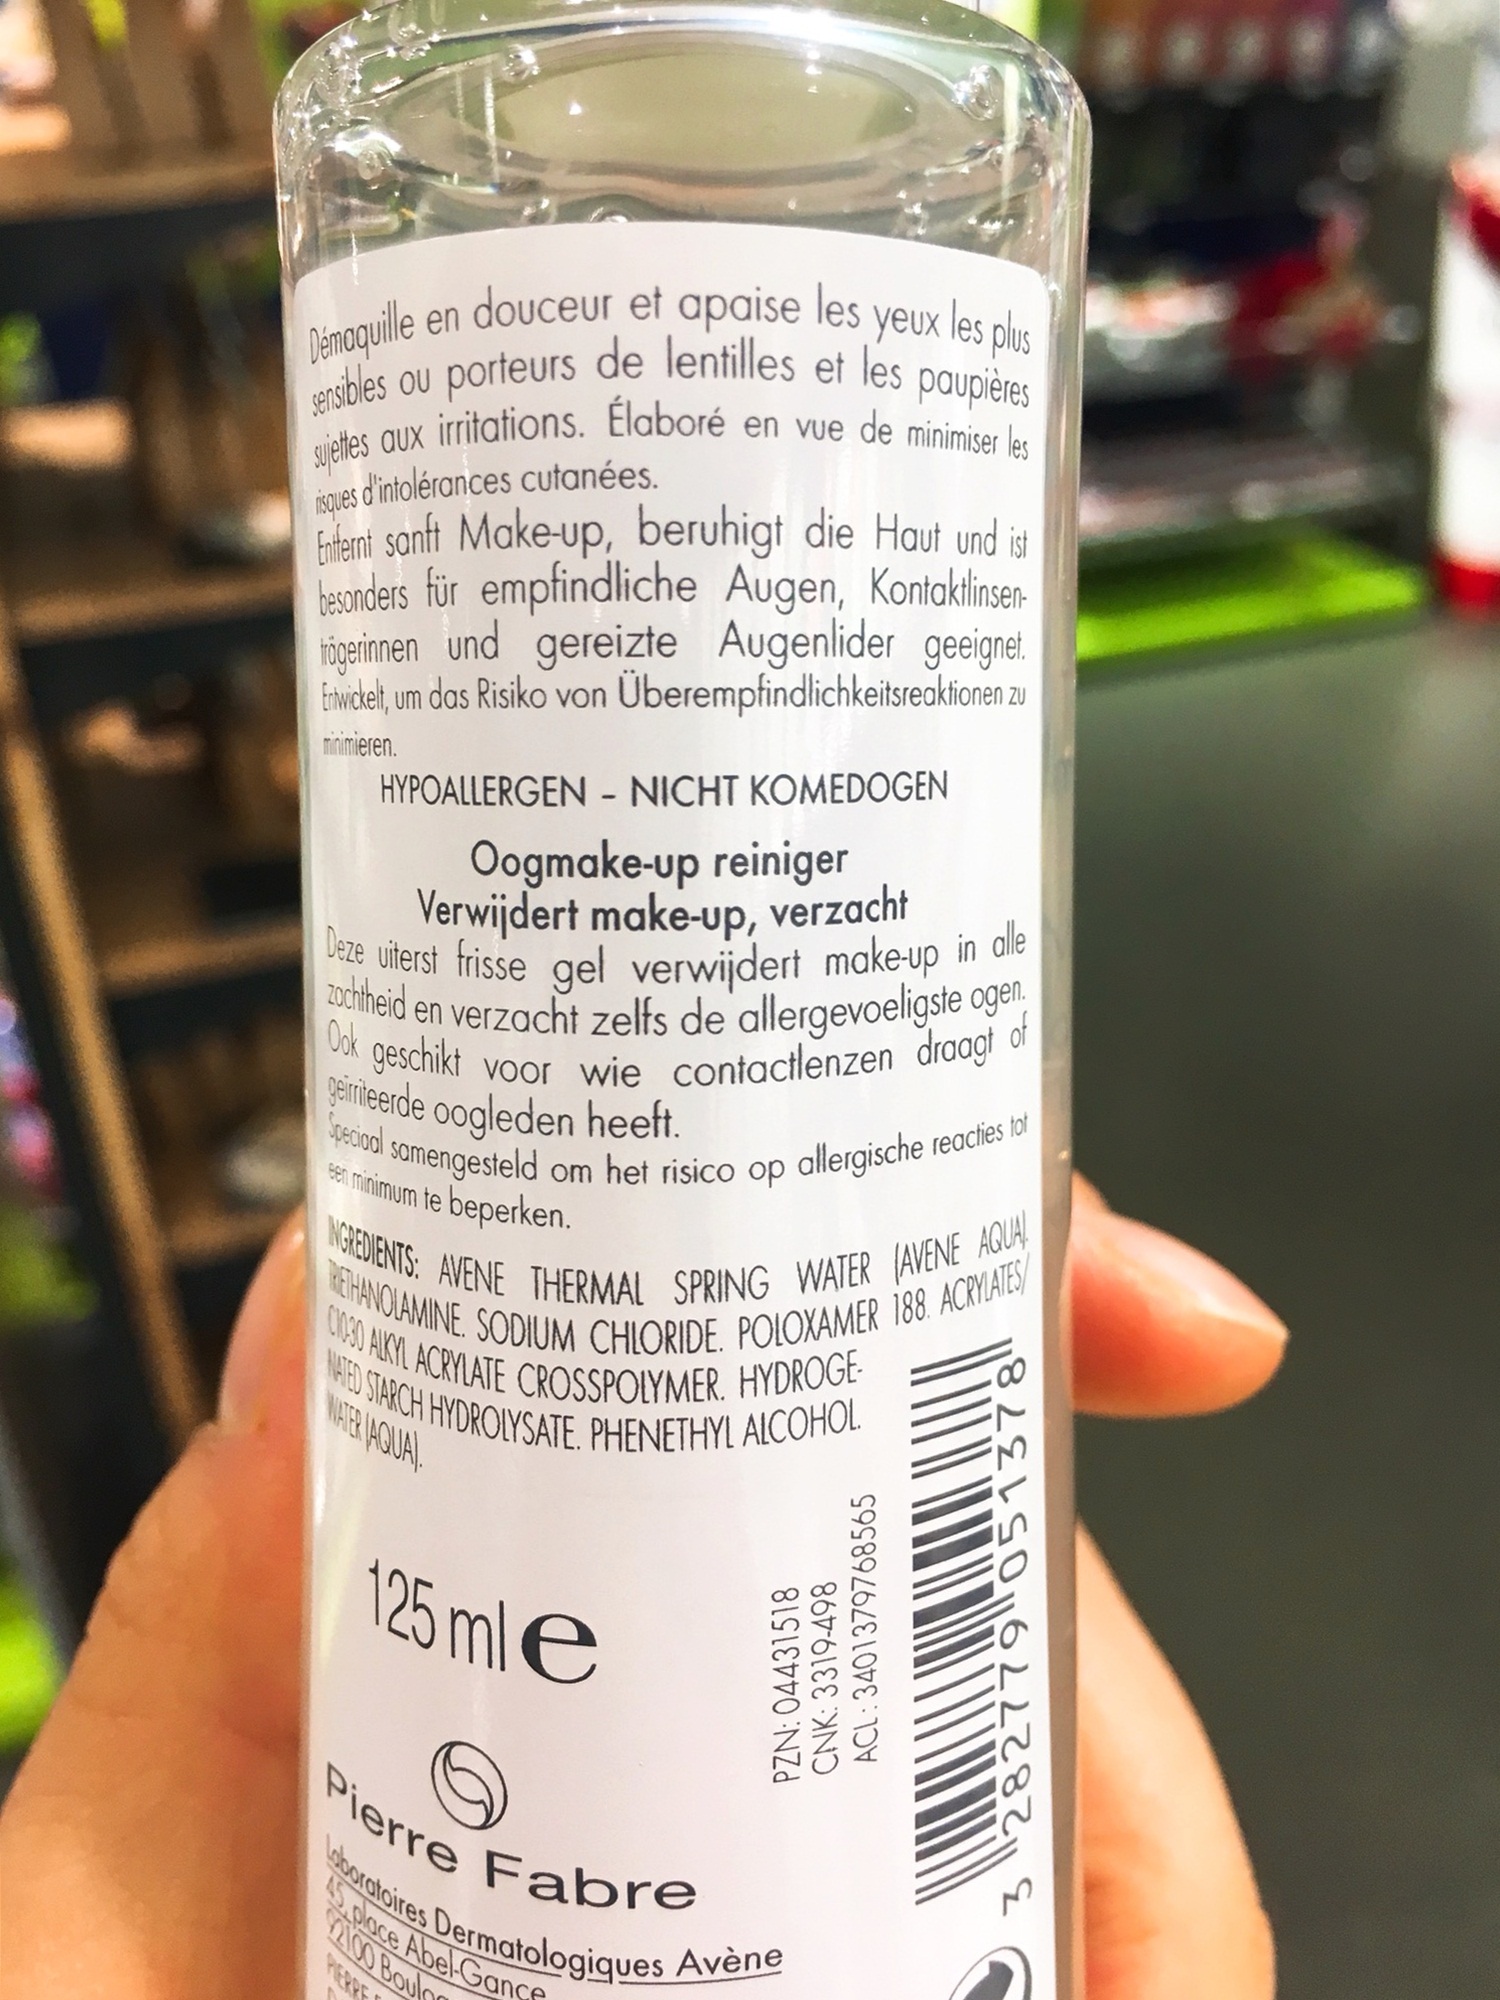 Démaquille en douceur et apaise les yeux les plus
sensibles ou porteurs de lentilles et les paupières
sujettes aux irritations. Élaboré en vue de minimiser les
risques d'intolérances cutanées.
Entfernt sanft Make-up, beruhigt die Haut und ist
besonders für empfindliche Augen, Kontaktlinsen-
trägerinnen und gereizte Augenlider geeignet.
Entwickelt, um das Risiko von Überempfindlichkeitsreaktionen zu
minimieren.
HYPOALLERGEN - NICHT KOMEDOGEN
Oogmake-up reiniger
Verwijdert make-up, verzacht
Deze uiterst frisse gel verwijdert make-up in alle
zachtheid en verzacht zelfs de allergevoeligste ogen.
Ook geschikt voor wie contactlenzen draagt of
geïrriteerde oogleden heeft.
Speciaal samengesteld om het risico op allergische reacties tot
een minimum te beperken.
INGREDIENTS: AVENE THERMAL SPRING WATER (AVENE AQUA).
TRIETHANOLAMINE. SODIUM CHLORIDE. POLOXAMER 188. ACRYLATES/
C10-30 ALKYL ACRYLATE CROSSPOLYMER. HYDROGE-
NATED STARCH HYDROLYSATE. PHENETHYL ALCOHOL.
WATER (AQUA).
125 ml e
PZN: 04431518
CNK: 3319-498
ACL: 3401379768565
3 282779 051378
Pierre Fabre
Laboratoires Dermatologiques Avène
45, place Abel-Gance
92100 Boulo
PIERRE